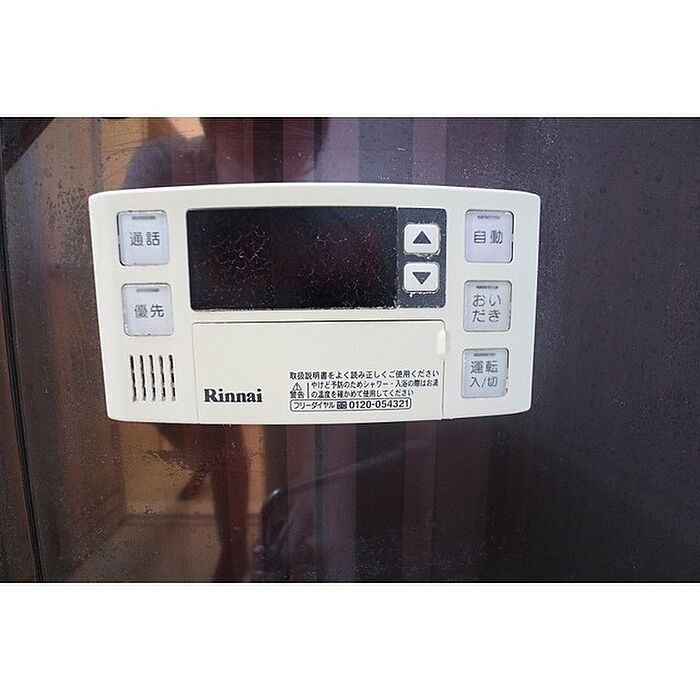 通話
優先
▲
▼
自動
おい
だき
運転
入/切
Rinnai
取扱説明書をよく読み正しくご使用ください
警告 やけど予防のためシャワー・入浴の際はお湯
の温度を確かめて使用してください
フリーダイヤル 0120-054321